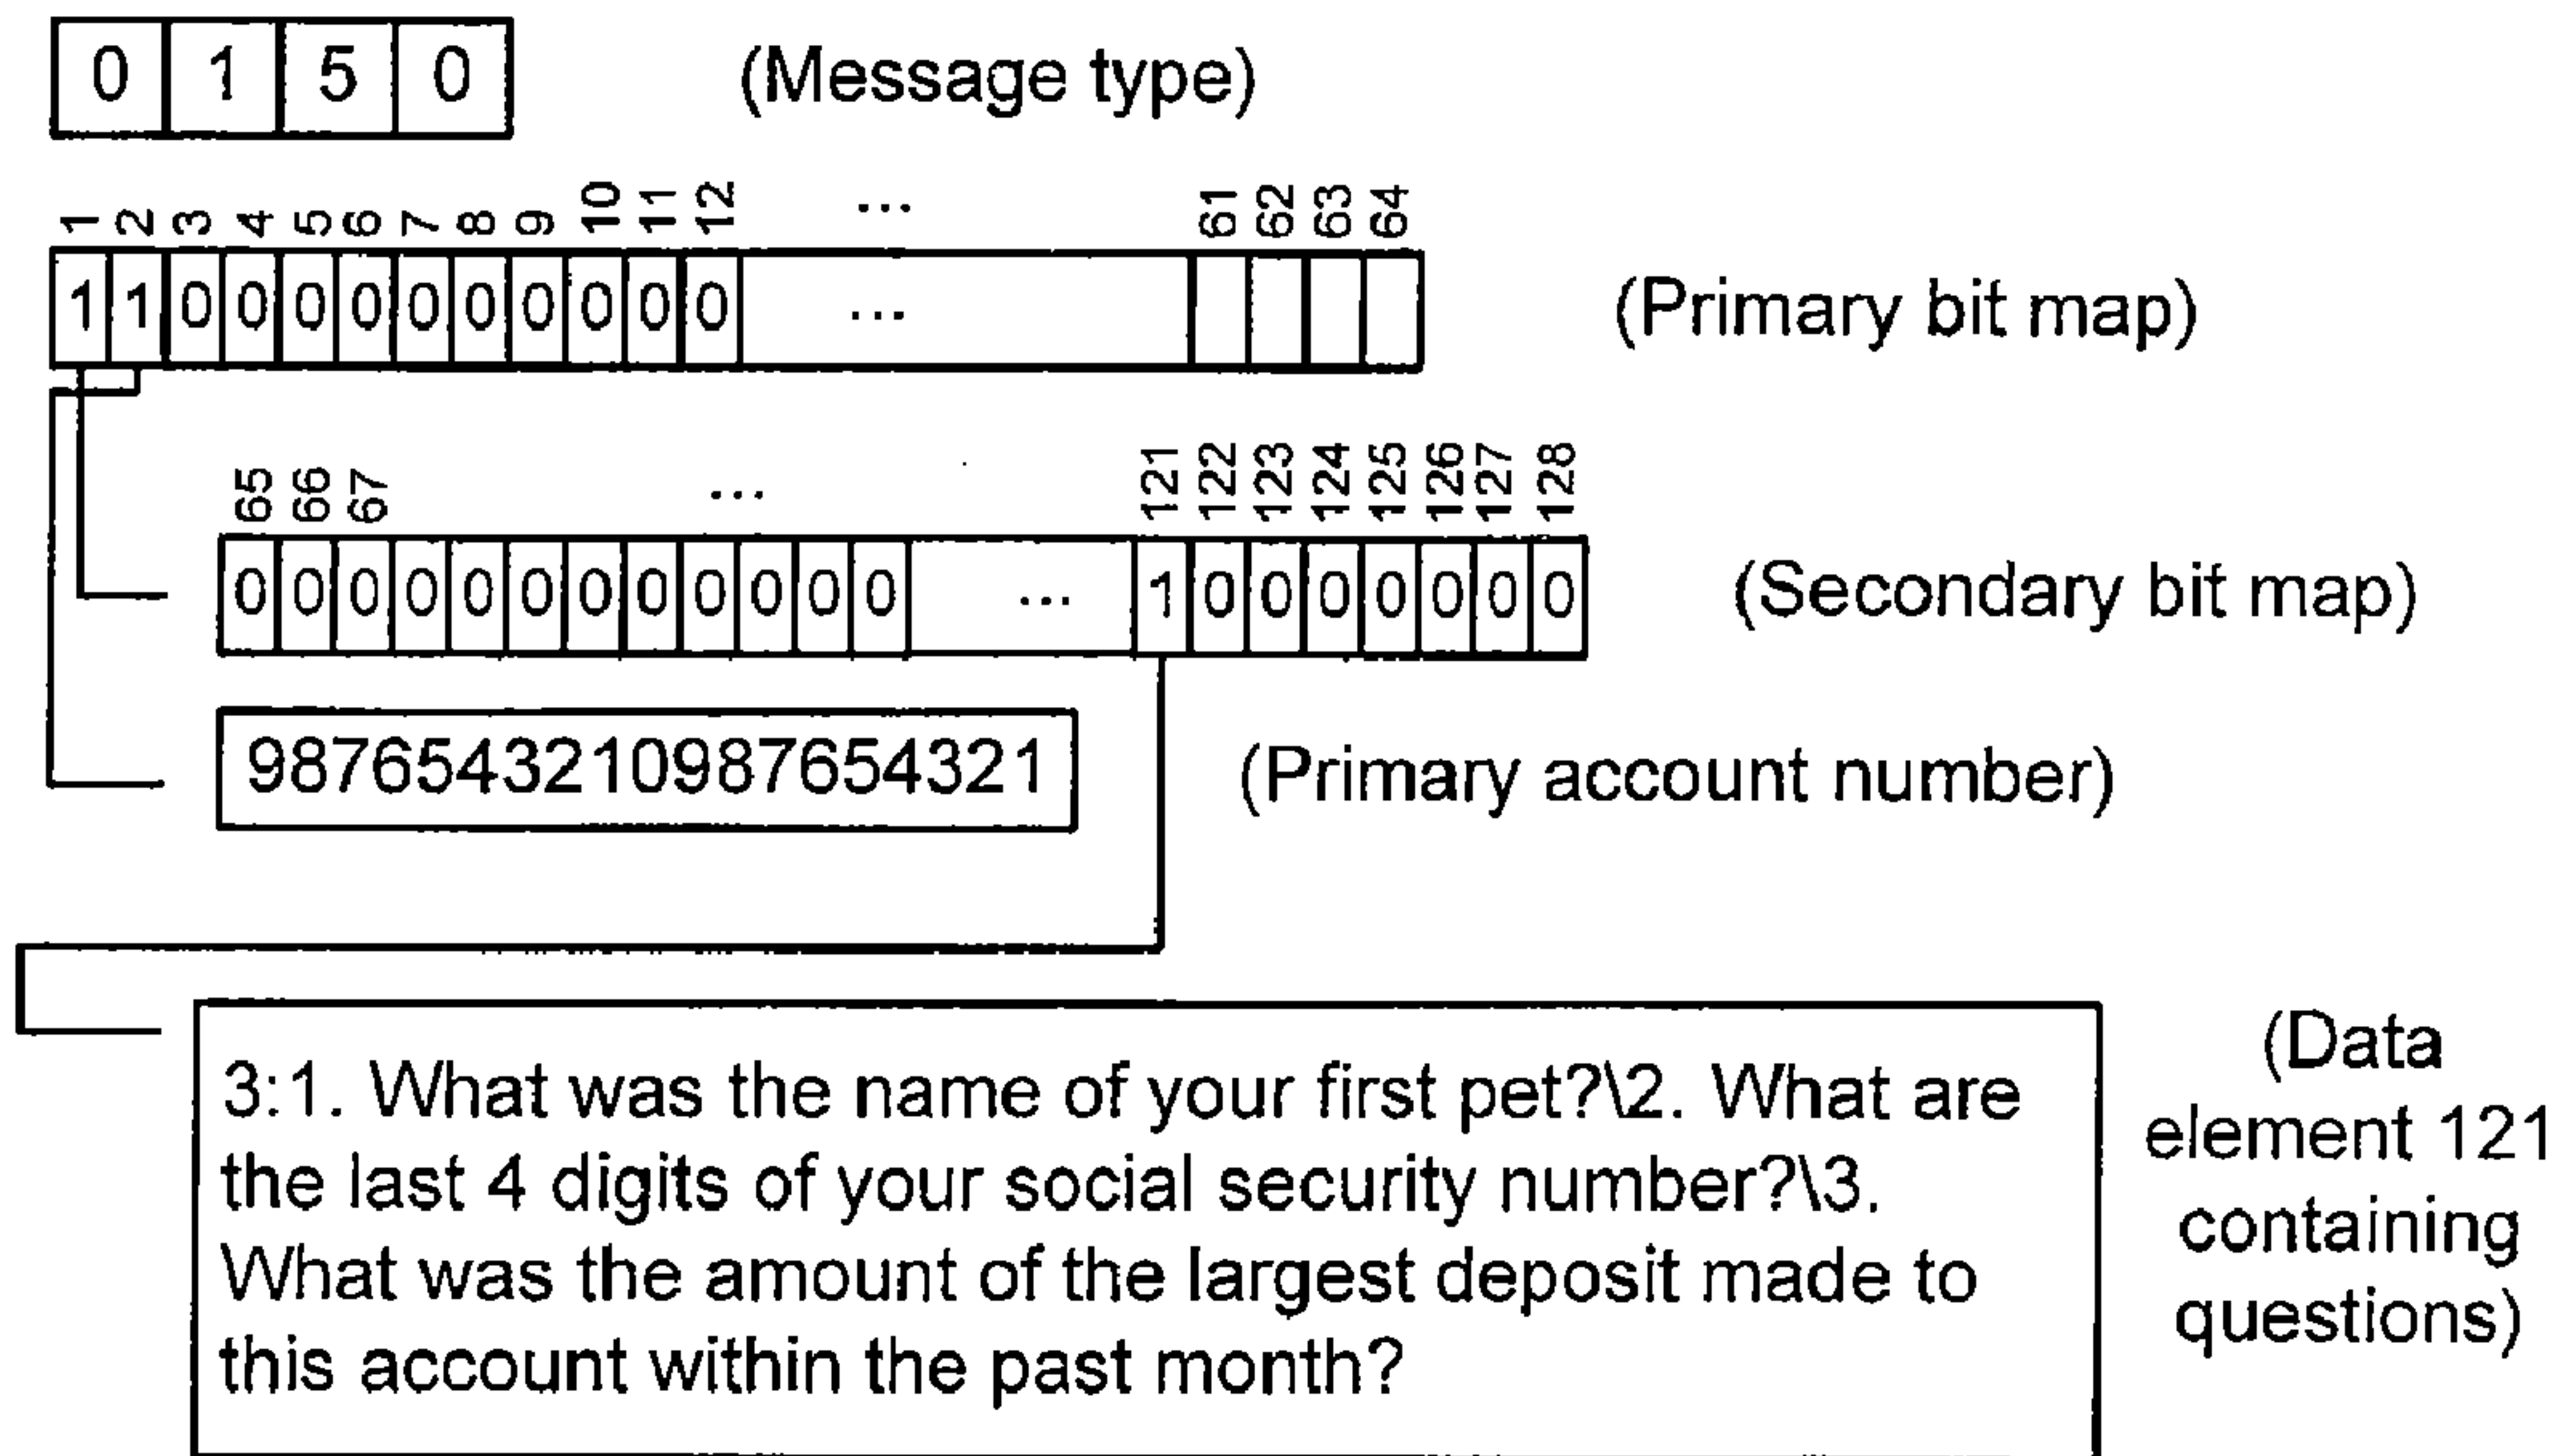 0 1 5 0 (Message type)
1 2 3 4 5 6 7 8 9 10 11 12 ... 61 62 63 64
1 1 0 0 0 0 0 0 0 0 0 0 ... (Primary bit map)
65 66 67 ... 121 122 123 124 125 126 127 128
0 0 0 0 0 0 0 0 0 0 0 0 ... 1 0 0 0 0 0 0 0 (Secondary bit map)
9876543210987654321 (Primary account number)
3:1. What was the name of your first pet?\2. What are
the last 4 digits of your social security number?\3.
What was the amount of the largest deposit made to
this account within the past month?
(Data
element 121
containing
questions)